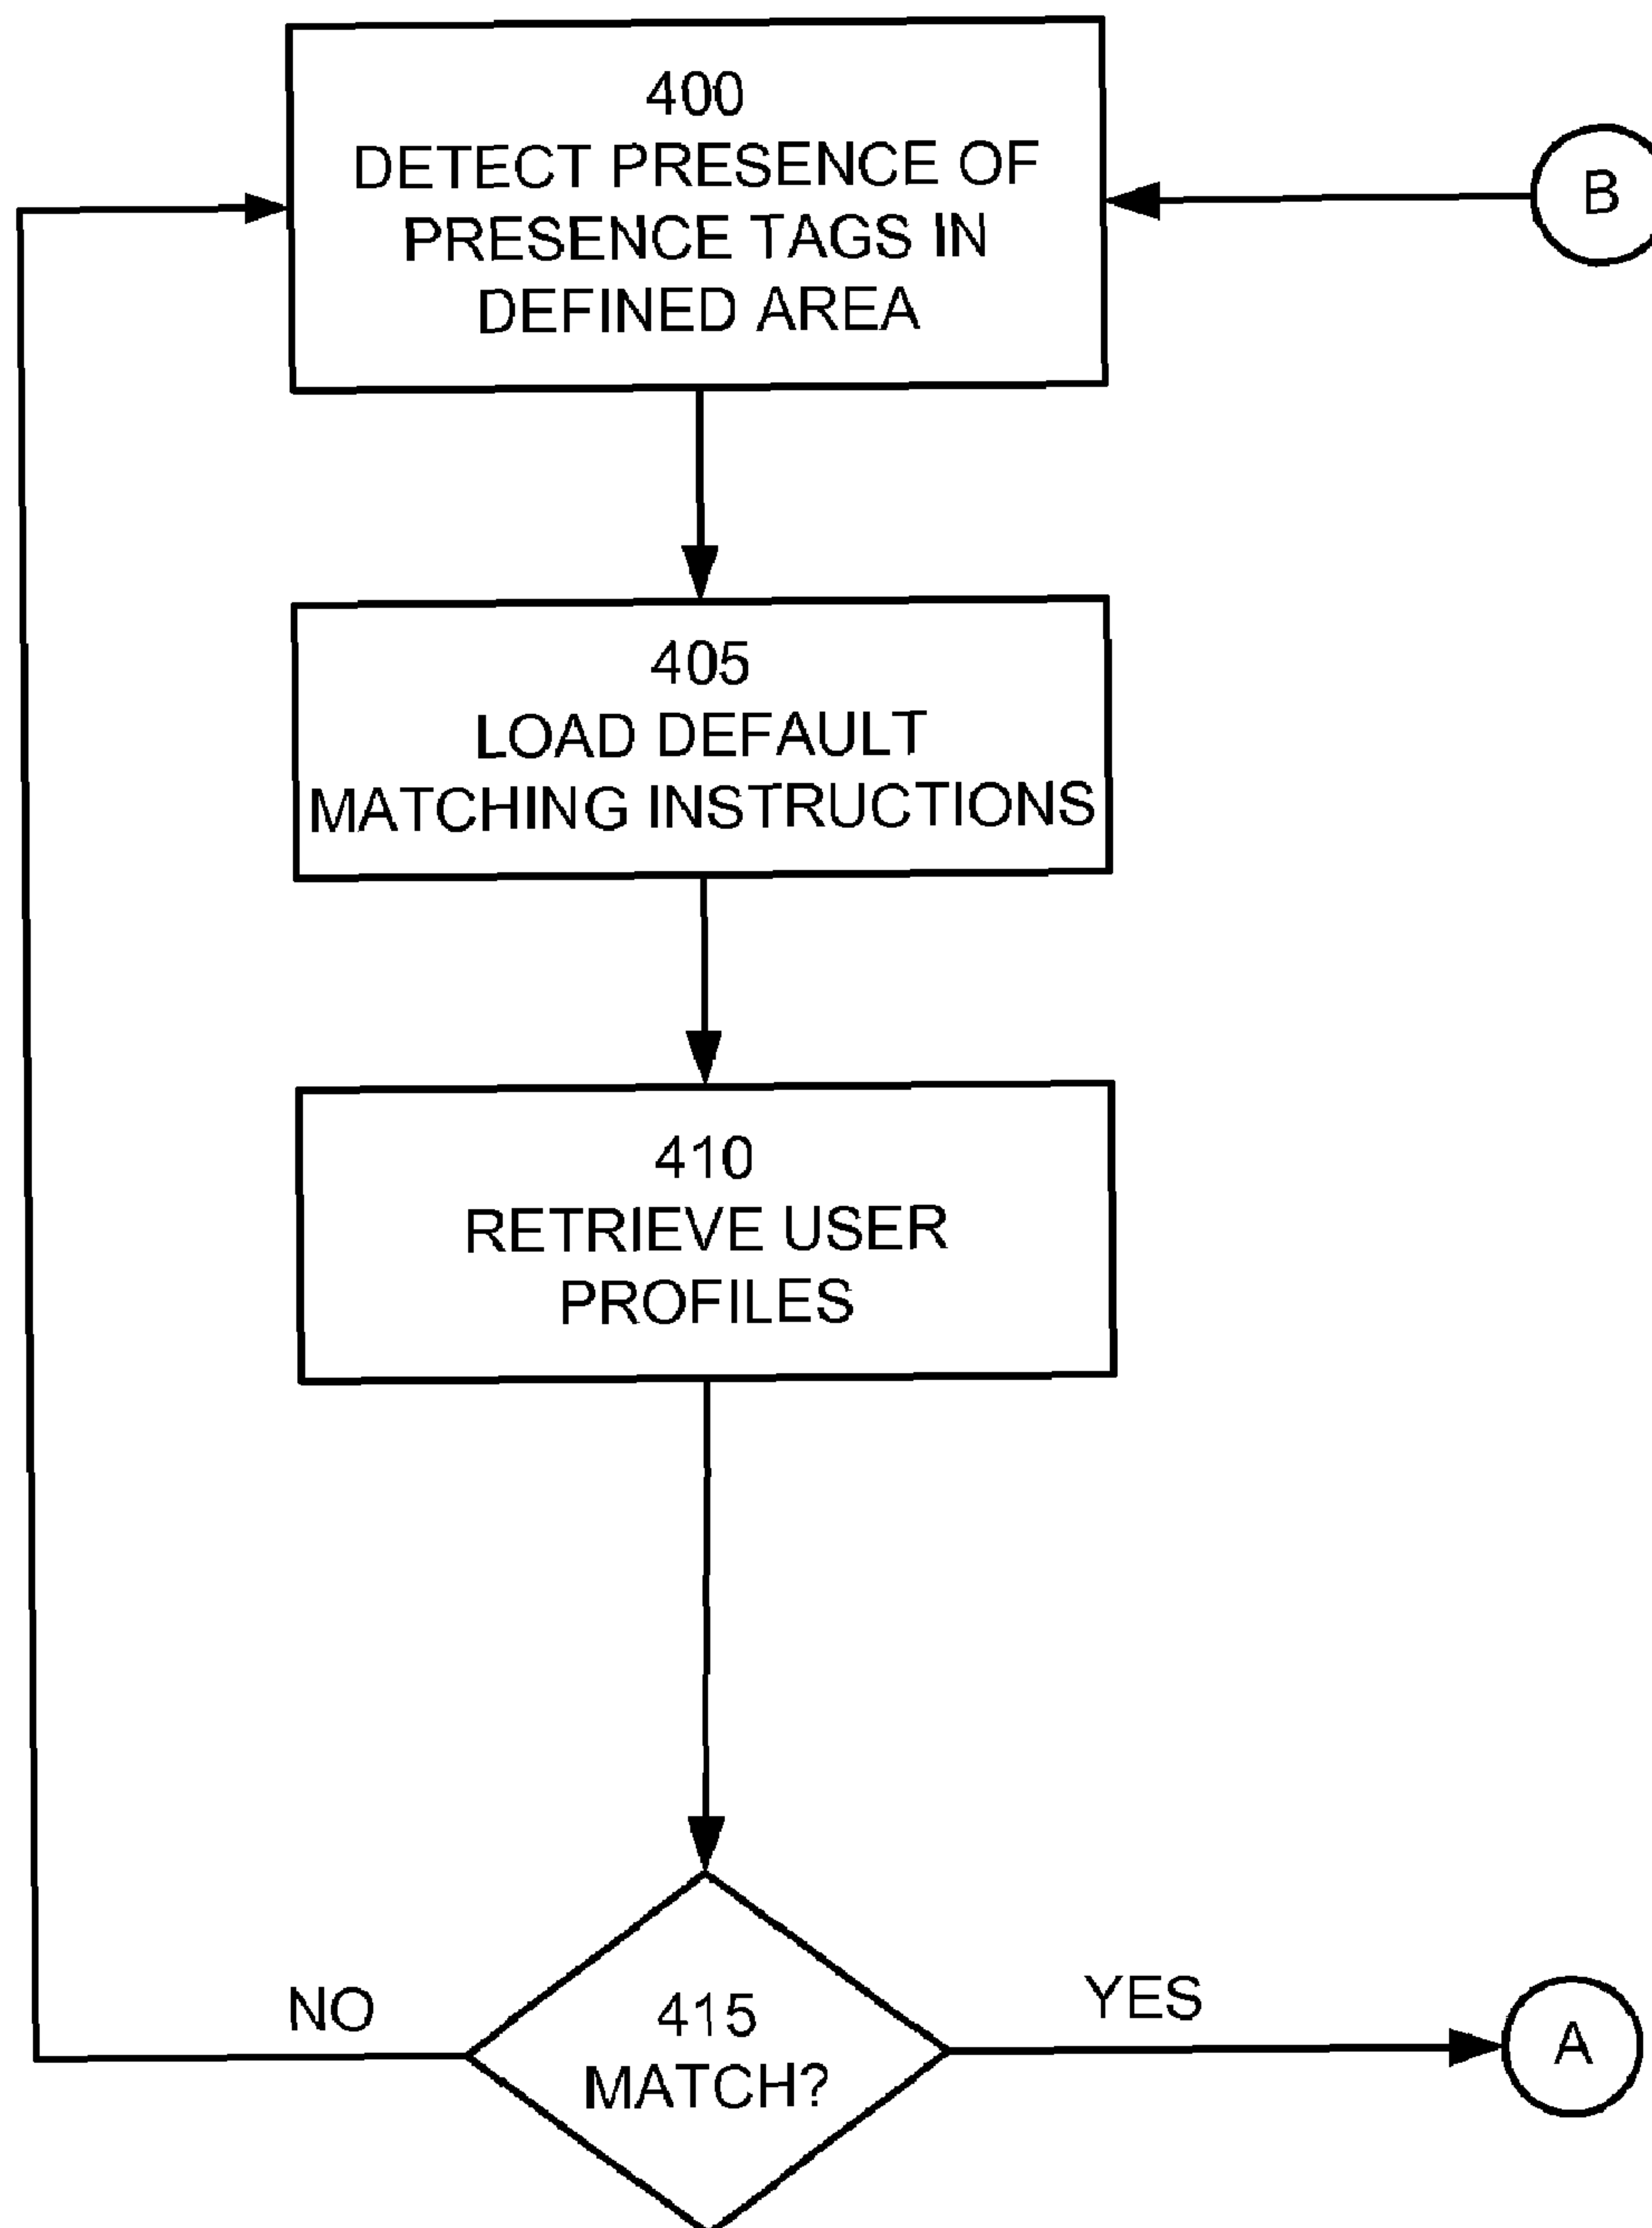 400
DETECT PRESENCE OF
PRESENCE TAGS IN
DEFINED AREA
B
405
LOAD DEFAULT
MATCHING INSTRUCTIONS
410
RETRIEVE USER
PROFILES
NO
415
MATCH?
YES
A